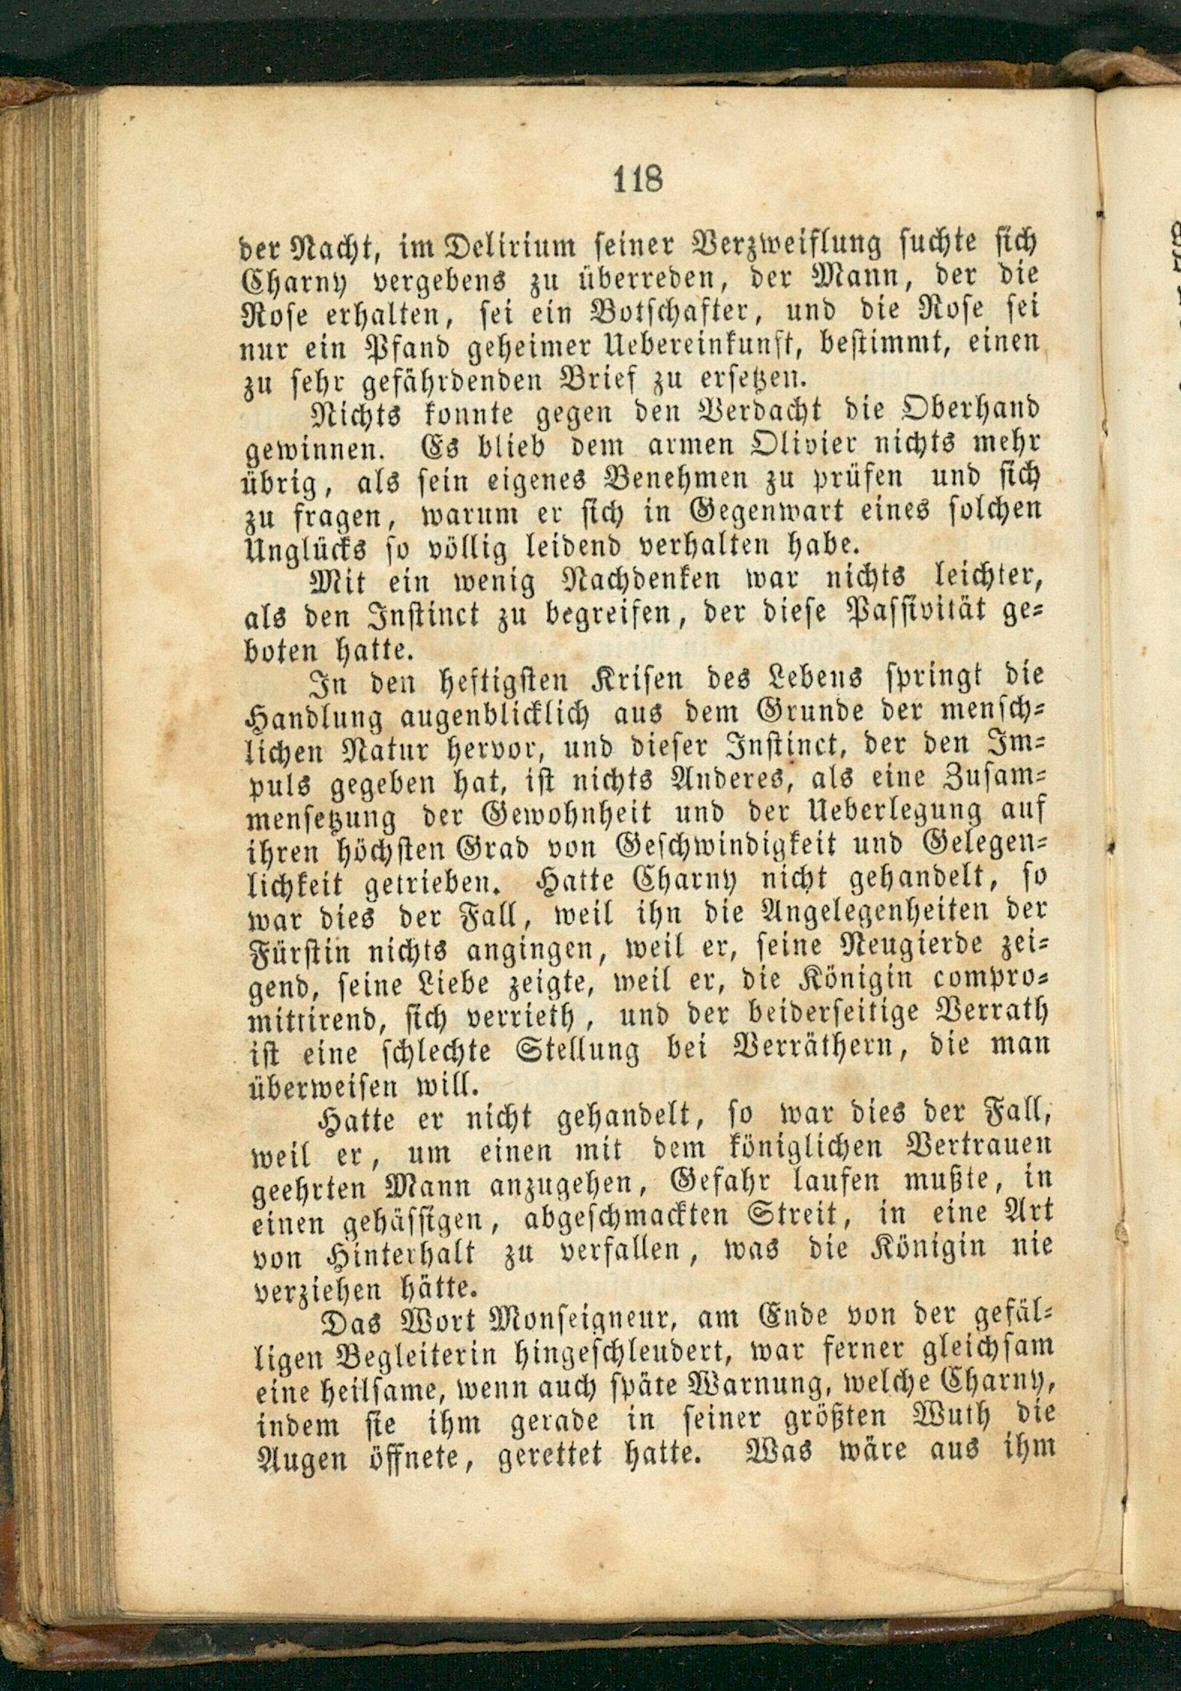 118
der Nacht, im Delirium seiner Verzweiflung suchte sich
Charny vergebens zu überreden, der Mann, der die
Rose erhalten, sei ein Botschafter, und die Rose sei
nur ein Pfand geheimer Uebereinkunft, bestimmt, einen
zu sehr gefährdenden Brief zu ersetzen.
Nichts konnte gegen den Verdacht die Oberhand
gewinnen. Es blieb dem armen Olivier nichts mehr
übrig, als sein eigenes Benehmen zu prüfen und sich
zu fragen, warum er sich in Gegenwart eines solchen
Unglücks so völlig leidend verhalten habe.
Mit ein wenig Nachdenken war nichts leichter,
als den Instinct zu begreifen, der diese Passivität ge-
boten hatte.
In den heftigsten Krisen des Lebens springt die
Handlung augenblicklich aus dem Grunde der mensch-
lichen Natur hervor, und dieser Instinct, der den Im-
puls gegeben hat, ist nichts Anderes, als eine Zusam-
mensetzung der Gewohnheit und der Ueberlegung auf
ihren höchsten Grad von Geschwindigkeit und Gelegen-
lichkeit getrieben. Hatte Charny nicht gehandelt, so
war dies der Fall, weil ihn die Angelegenheiten der
Fürstin nichts angingen, weil er, seine Neugierde zei-
gend, seine Liebe zeigte, weil er, die Königin compro-
mittirend, sich verrieth, und der beiderseitige Verrath
ist eine schlechte Stellung bei Verräthern, die man
überweisen will.
Hatte er nicht gehandelt, so war dies der Fall,
weil er, um einen mit dem königlichen Vertrauen
geehrten Mann anzugehen, Gefahr laufen mußte, in
einen gehässigen, abgeschmackten Streit, in eine Art
von Hinterhalt zu verfallen, was die Königin nie
verziehen hätte.
Das Wort Monseigneur, am Ende von der gefäl-
ligen Begleiterin hingeschleudert, war ferner gleichsam
eine heilsame, wenn auch späte Warnung, welche Charny,
indem sie ihm gerade in seiner größten Wuth die
Augen öffnete, gerettet hatte. Was wäre aus ihm